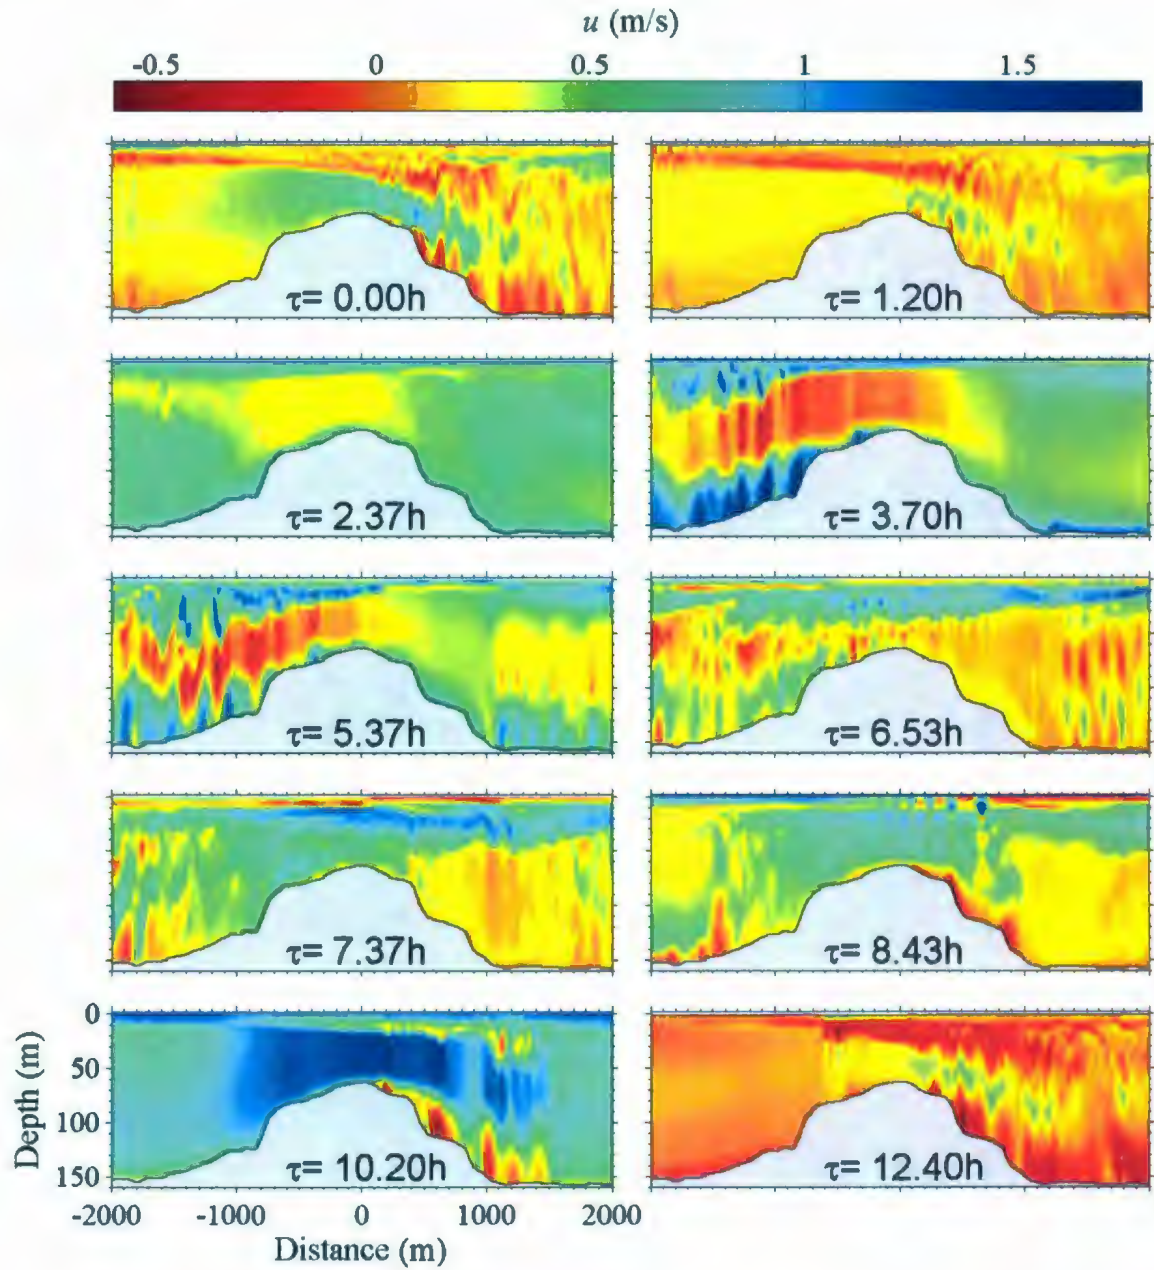 u (m/s)
-0.5 0 0.5 1 1.5
τ= 0.00h τ= 1.20h
τ= 2.37h τ= 3.70h
τ= 5.37h τ= 6.53h
τ= 7.37h τ= 8.43h
0
50
100
150
Depth (m)
τ= 10.20h τ= 12.40h
-2000 -1000 0 1000 2000
Distance (m)